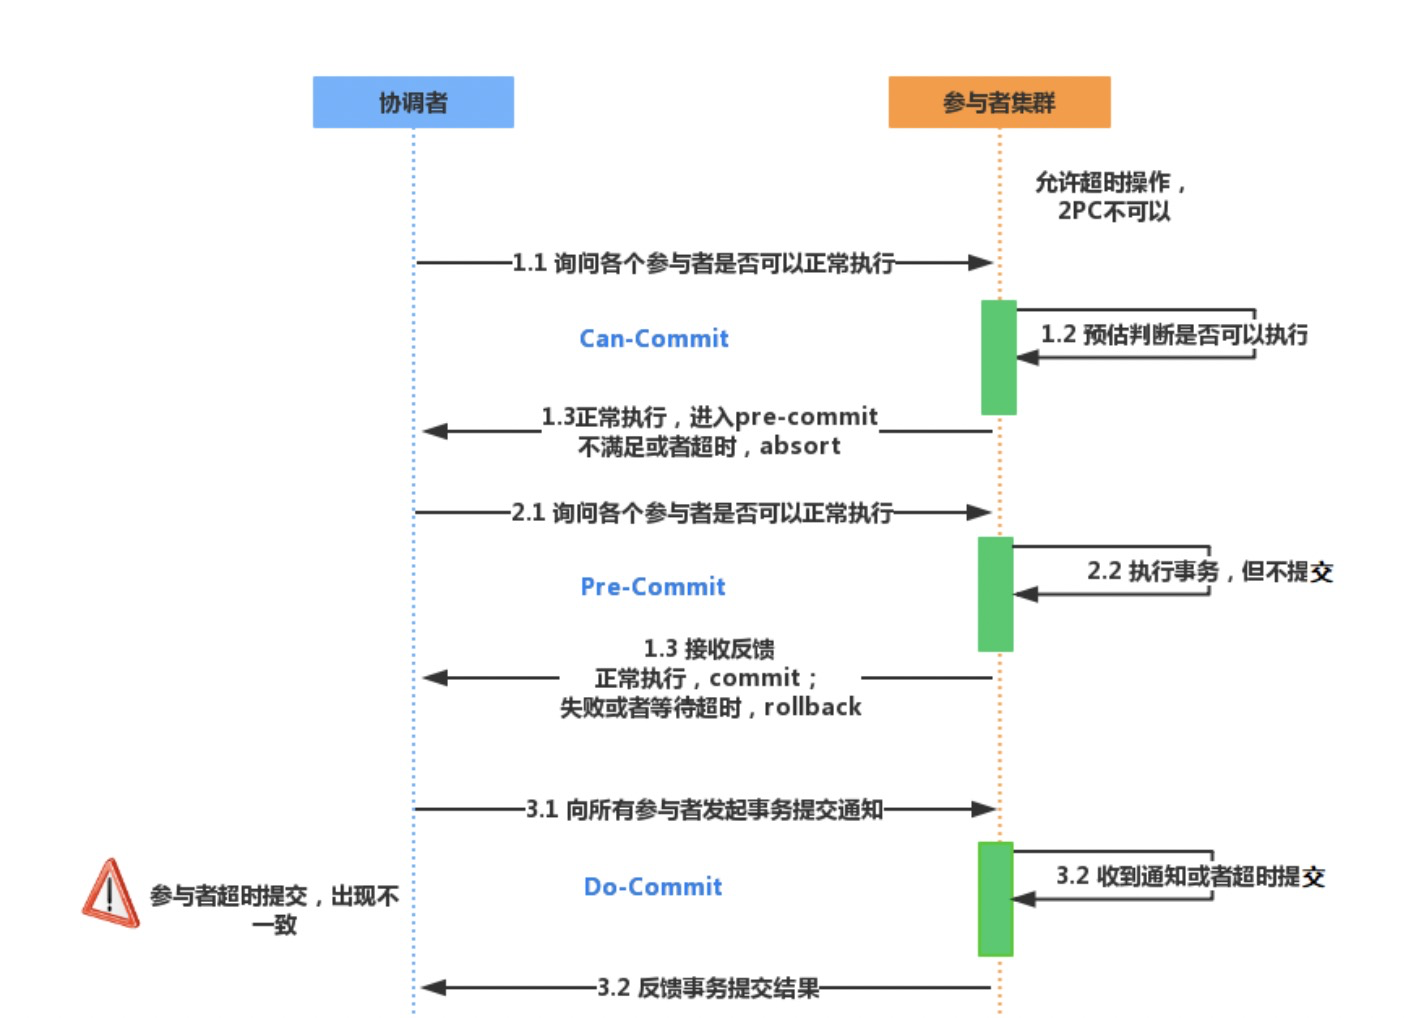 协调者
参与者集群
允许超时操作，
2PC不可以
1.1 询问各个参与者是否可以正常执行
Can-Commit
1.2 预估判断是否可以执行
1.3正常执行，进入pre-commit
不满足或者超时，absort
2.1 询问各个参与者是否可以正常执行
Pre-Commit
2.2 执行事务，但不提交
1.3 接收反馈
正常执行，commit；
失败或者等待超时，rollback
3.1 向所有参与者发起事务提交通知
Do-Commit
3.2 收到通知或者超时提交
参与者超时提交，出现不
一致
3.2 反馈事务提交结果